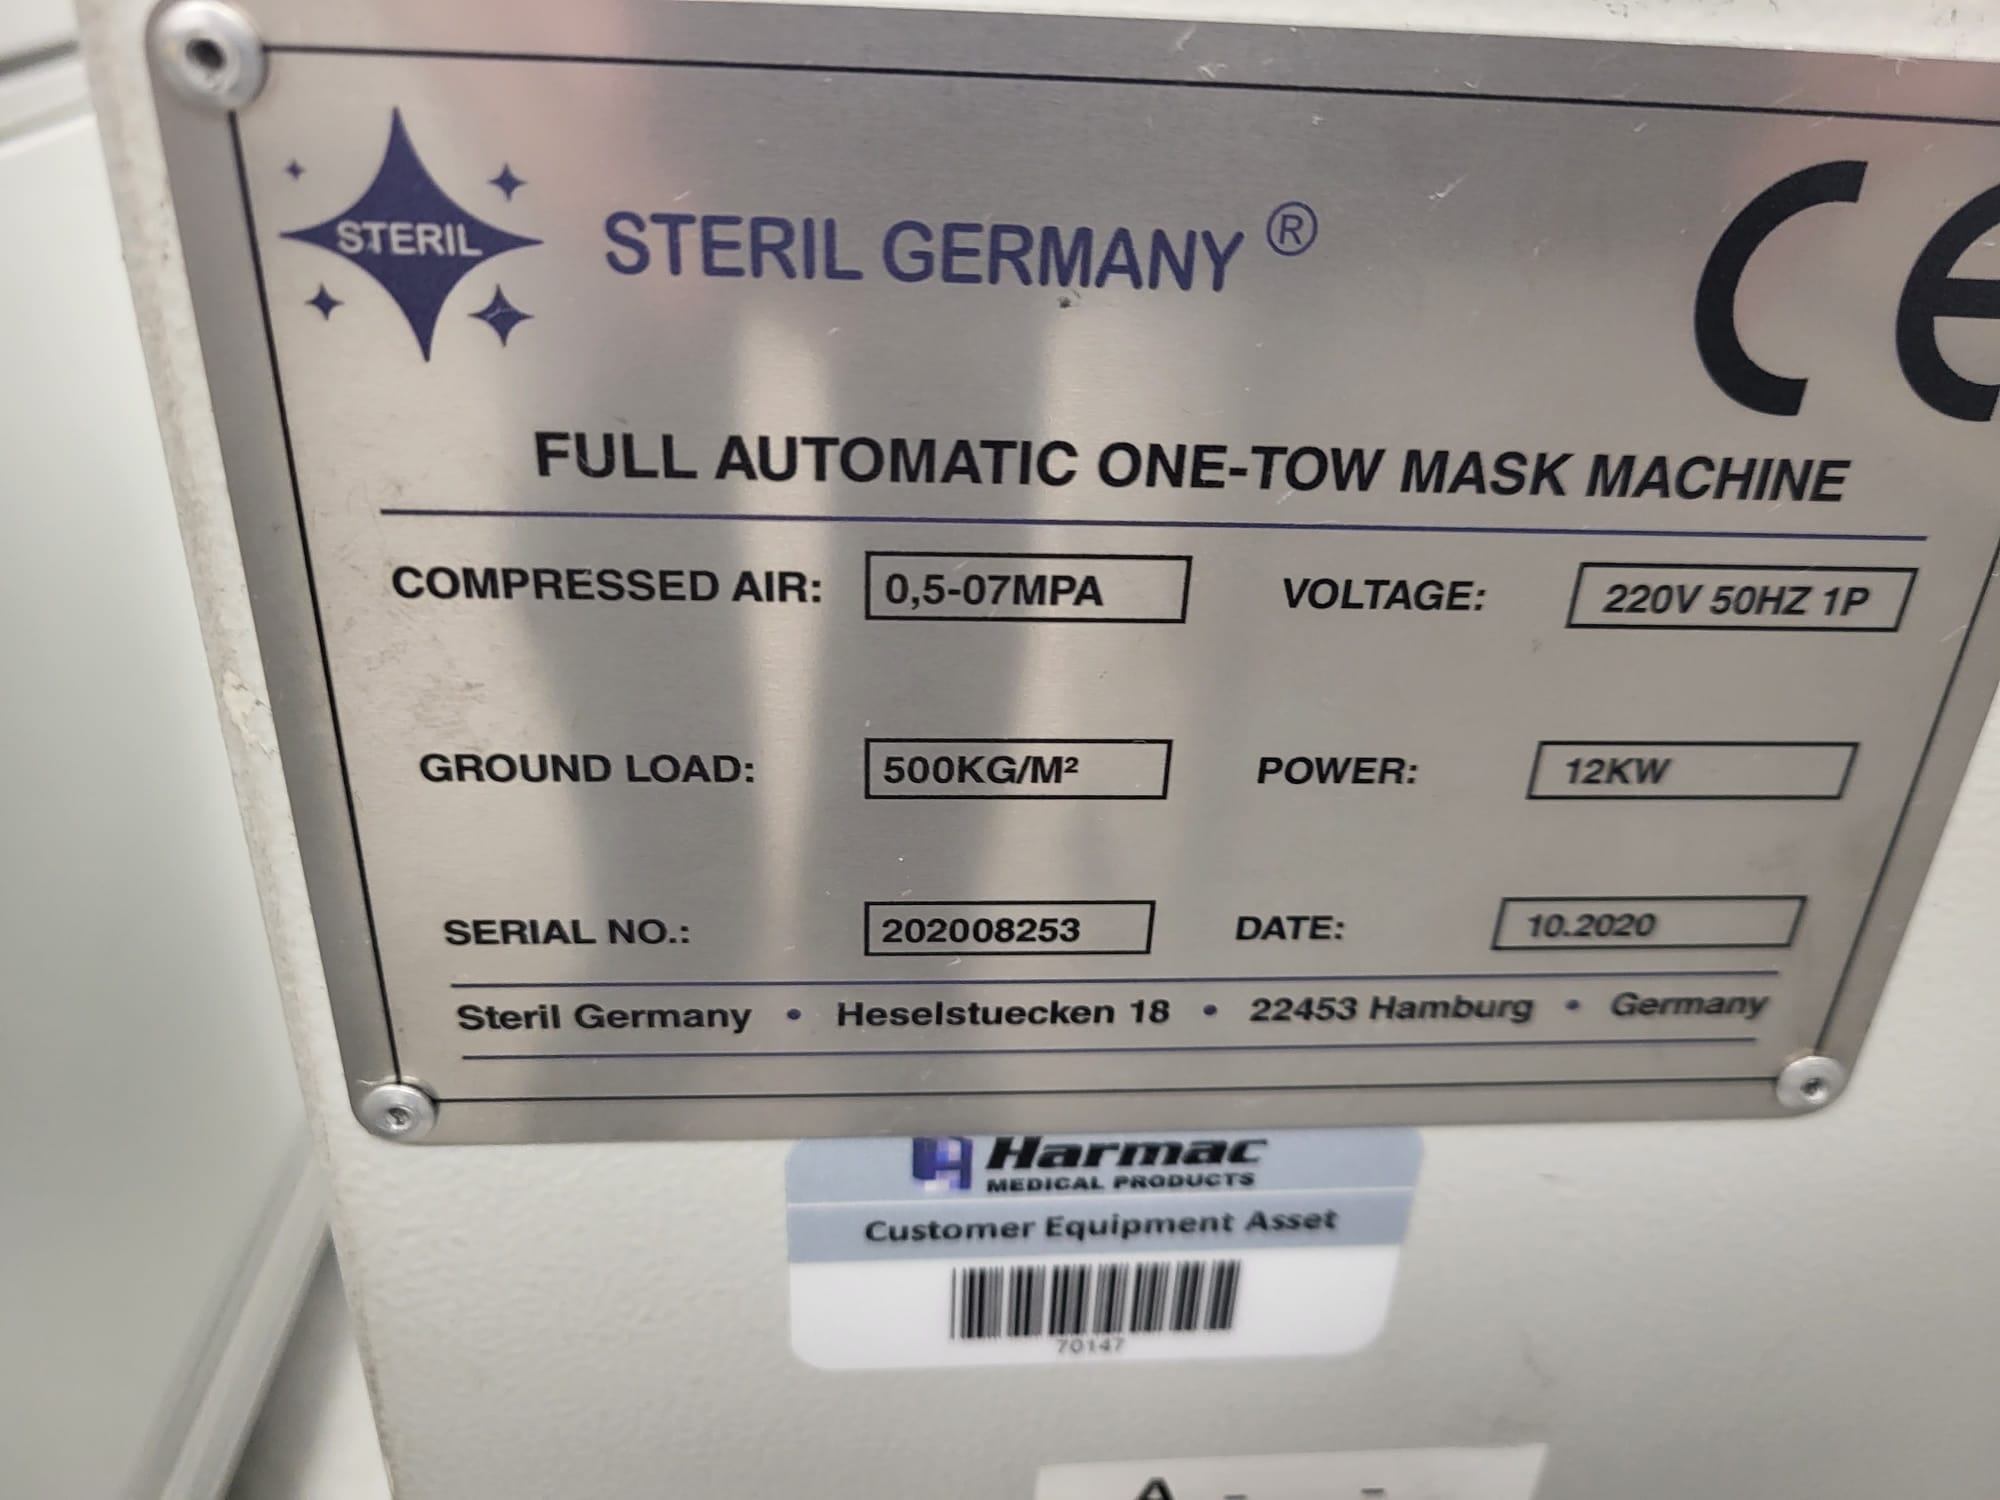 STERIL
STERIL GERMANY ®
CE
FULL AUTOMATIC ONE-TOW MASK MACHINE
COMPRESSED AIR: 0,5-07MPA VOLTAGE: 220V 50HZ 1P
GROUND LOAD: 500KG/M² POWER: 12KW
SERIAL NO.: 202008253 DATE: 10.2020
Steril Germany • Heselstuecken 18 • 22453 Hamburg • Germany
Harmac
MEDICAL PRODUCTS
Customer Equipment Asset
70147